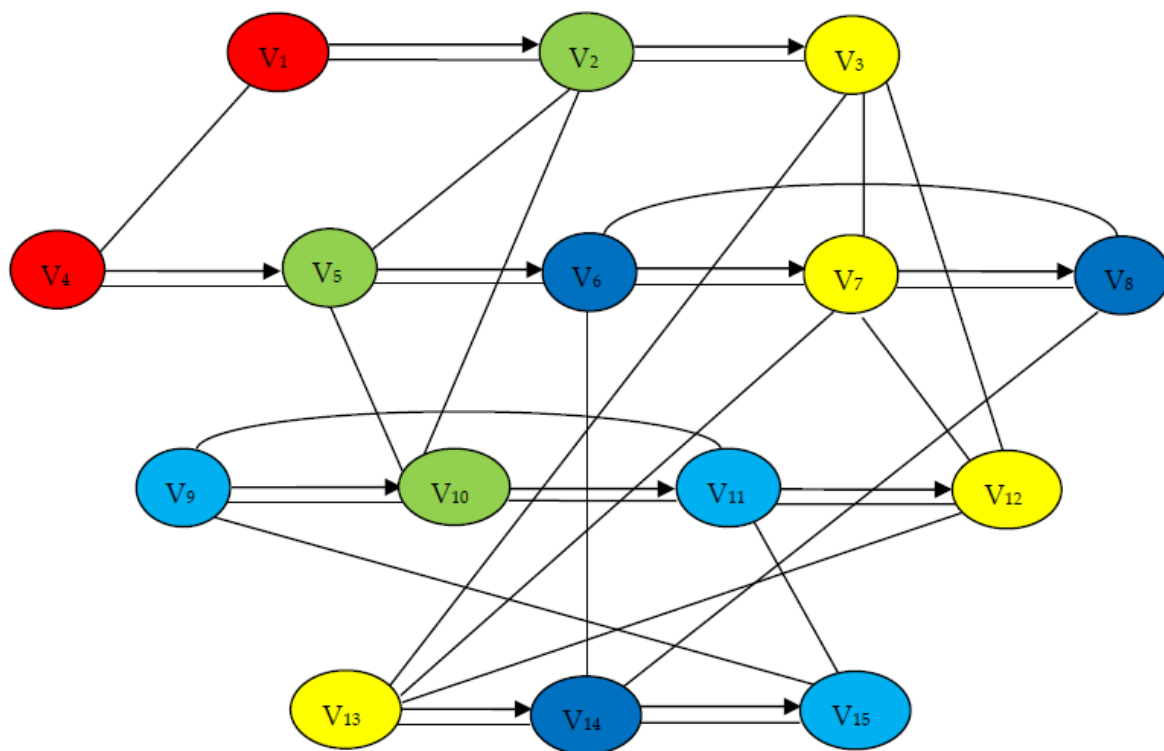 V₁ V₂ V₃
V₄ V₅ V₆ V₇ V₈
V₉ V₁₀ V₁₁ V₁₂
V₁₃ V₁₄ V₁₅